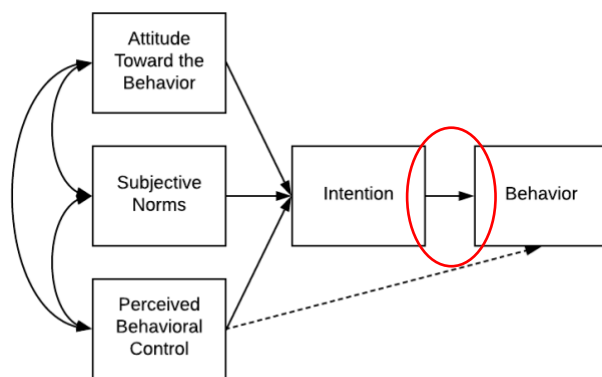 Attitude
Toward the
Behavior
Subjective
Norms
Intention
Behavior
Perceived
Behavioral
Control